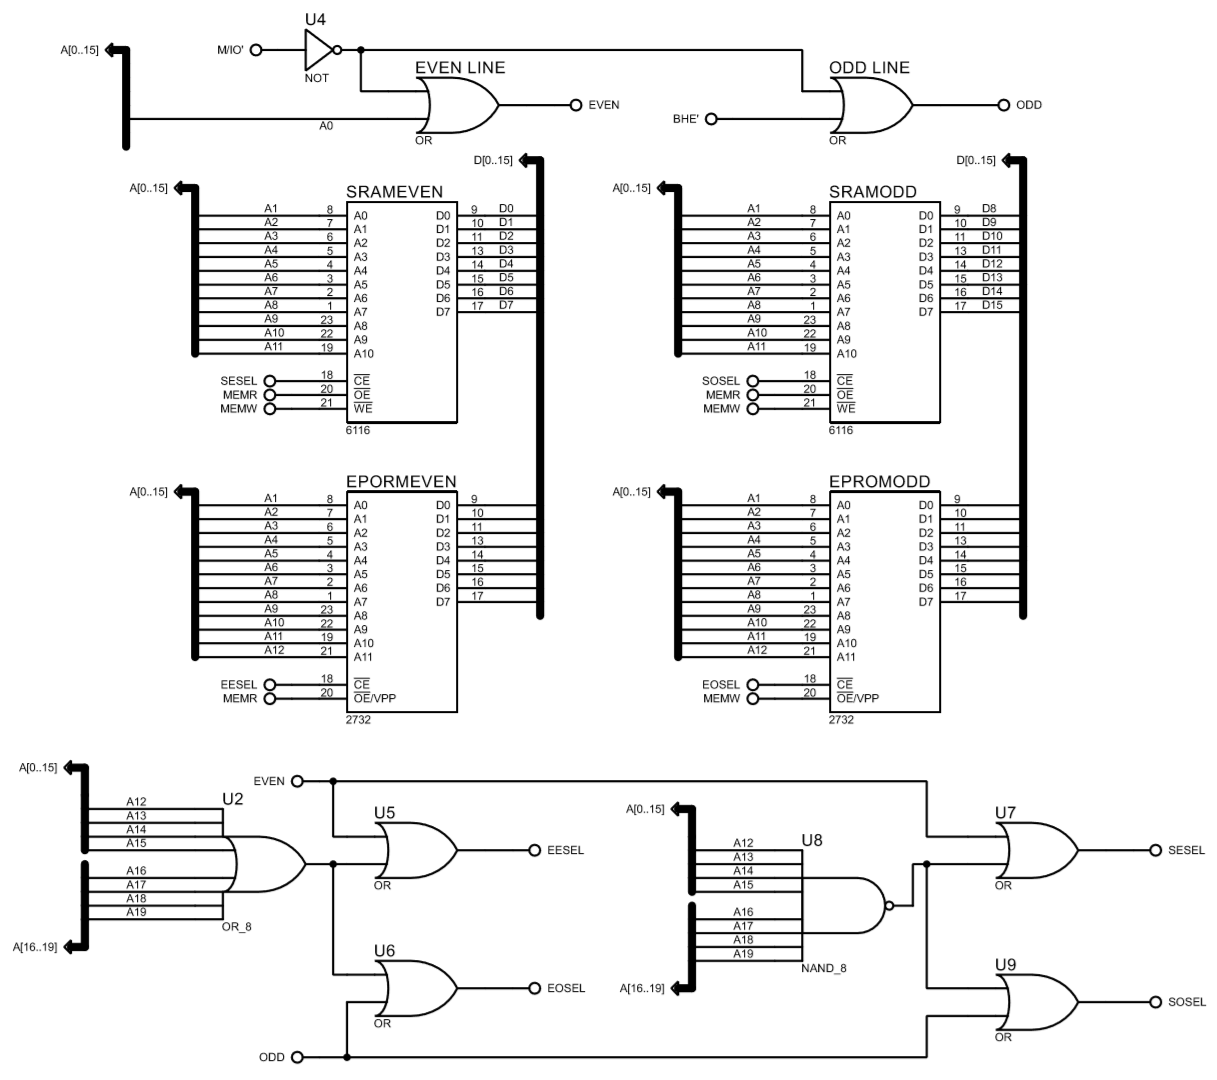 U4
A[0..15]
M/IO'
NOT
EVEN LINE
A0
OR
EVEN
ODD LINE
BHE'
OR
ODD
A[0..15]
D[0..15]
SRAMEVEN
A1 8 A0 D0 9 D0
A2 7 A1 D1 10 D1
A3 6 A2 D2 11 D2
A4 5 A3 D3 13 D3
A5 4 A4 D4 14 D4
A6 3 A5 D5 15 D5
A7 2 A6 D6 16 D6
A8 1 A7 D7 17 D7
A9 23 A8
A10 22 A9
A11 19 A10
SESEL 18 CE
MEMR 20 OE
MEMW 21 WE
6116
A[0..15]
D[0..15]
SRAMODD
A1 8 A0 D0 9 D8
A2 7 A1 D1 10 D9
A3 6 A2 D2 11 D10
A4 5 A3 D3 13 D11
A5 4 A4 D4 14 D12
A6 3 A5 D5 15 D13
A7 2 A6 D6 16 D14
A8 1 A7 D7 17 D15
A9 23 A8
A10 22 A9
A11 19 A10
SOSEL 18 CE
MEMR 20 OE
MEMW 21 WE
6116
A[0..15]
EPORMEVEN
A1 8 A0 D0 9
A2 7 A1 D1 10
A3 6 A2 D2 11
A4 5 A3 D3 13
A5 4 A4 D4 14
A6 3 A5 D5 15
A7 2 A6 D6 16
A8 1 A7 D7 17
A9 23 A8
A10 22 A9
A11 19 A10
A12 21 A11
EESEL 18 CE
MEMR 20 OE/VPP
2732
A[0..15]
EPROMODD
A1 8 A0 D0 9
A2 7 A1 D1 10
A3 6 A2 D2 11
A4 5 A3 D3 13
A5 4 A4 D4 14
A6 3 A5 D5 15
A7 2 A6 D6 16
A8 1 A7 D7 17
A9 23 A8
A10 22 A9
A11 19 A10
A12 21 A11
EOSEL 18 CE
MEMW 20 OE/VPP
2732
A[0..15]
EVEN
U2
A12
A13
A14
A15
A16
A17
A18
A19
OR_8
A[16..19]
U5
OR
EESEL
U6
OR
EOSEL
ODD
A[0..15]
U8
A12
A13
A14
A15
A16
A17
A18
A19
NAND_8
A[16..19]
U7
OR
SESEL
U9
OR
SOSEL